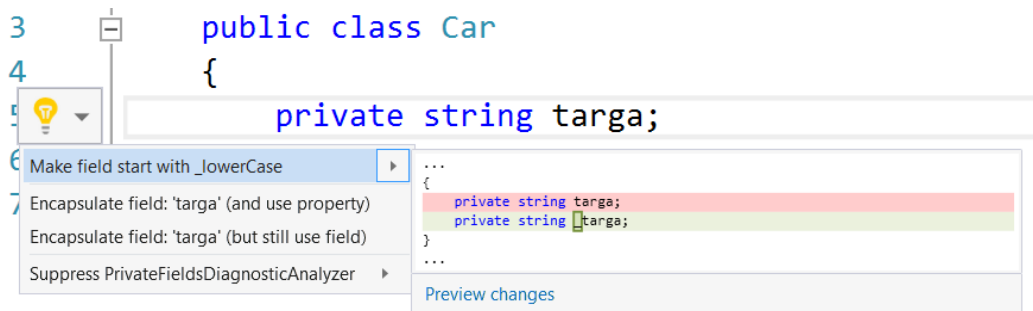 3 public class Car
4 {
5 private string targa;
6
7
Make field start with _lowerCase
Encapsulate field: 'targa' (and use property)
Encapsulate field: 'targa' (but still use field)
Suppress PrivateFieldsDiagnosticAnalyzer
...
{
private string targa;
private string _targa;
}
...
Preview changes